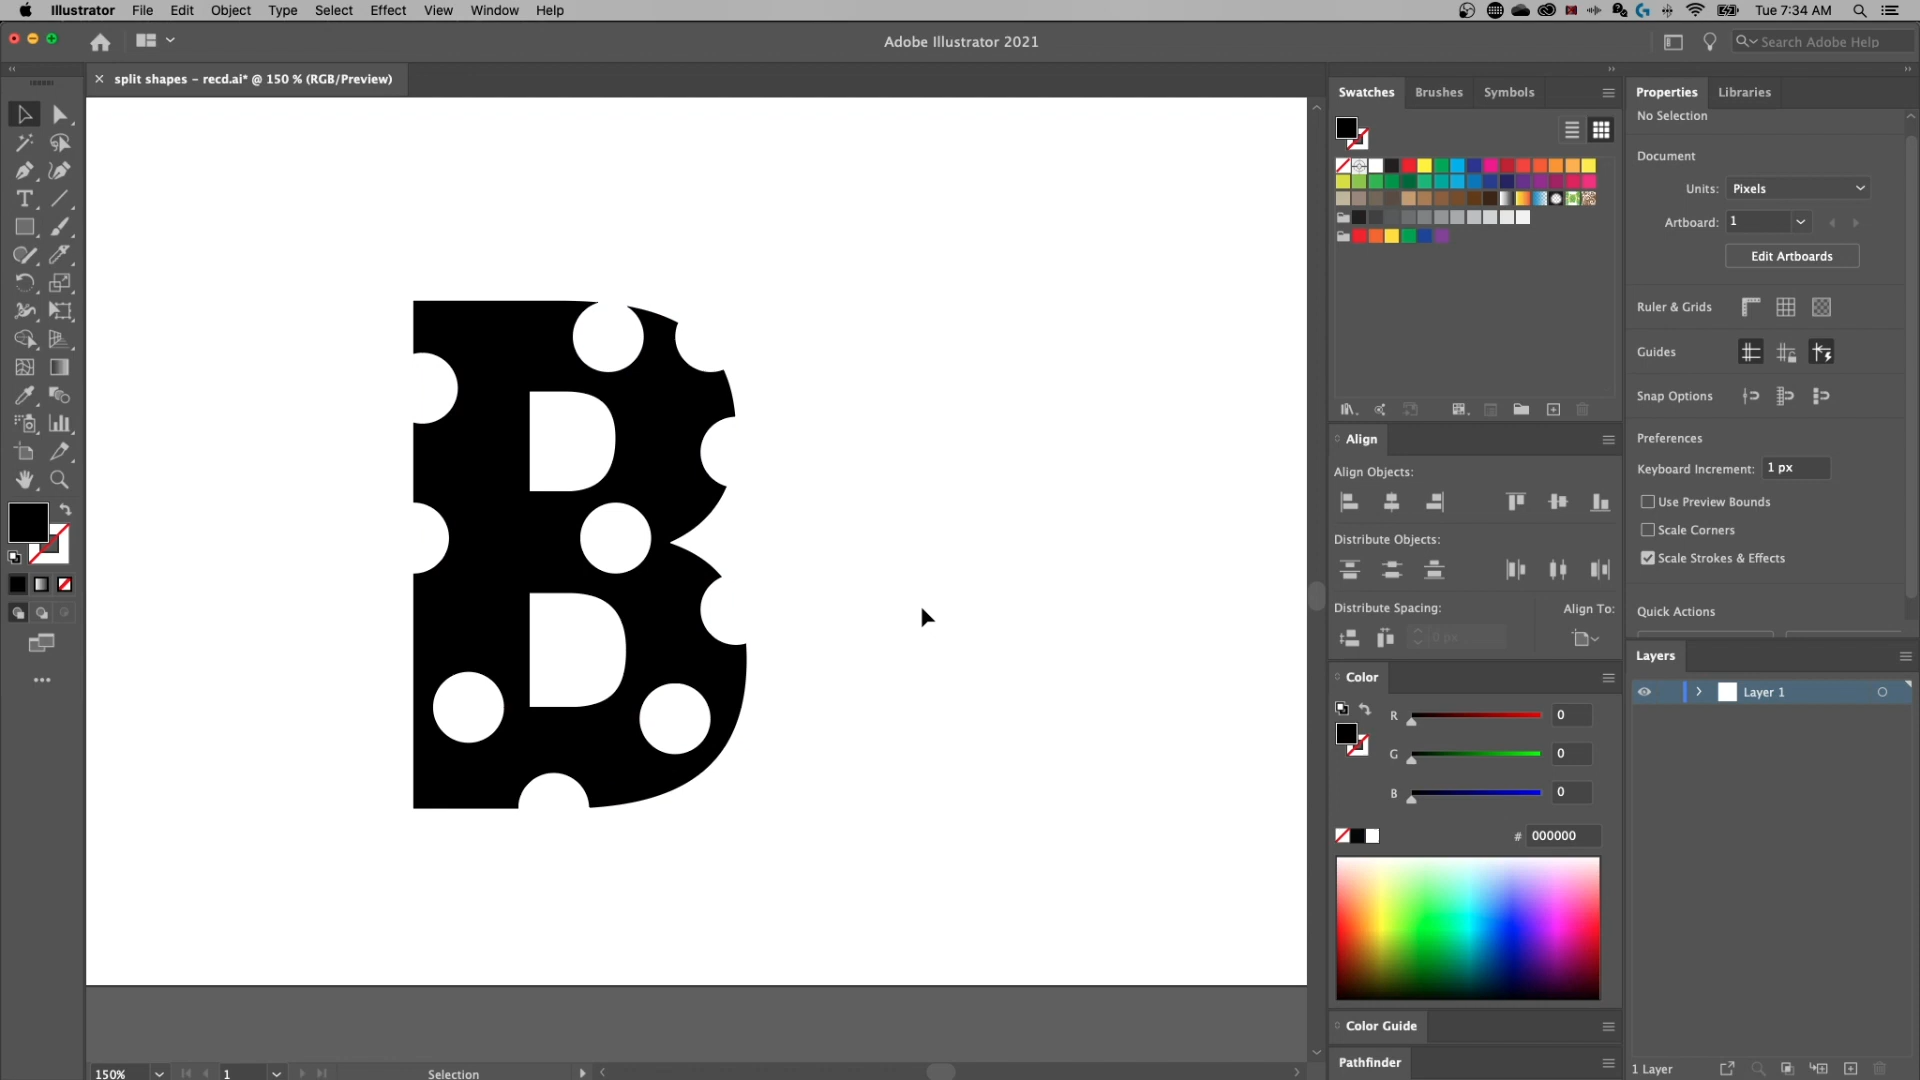 Illustrator File Edit Object Type Select Effect View Window Help Tue 7:34 AM
Adobe Illustrator 2021 Search Adobe Help
× split shapes – recd.ai* @ 150 % (RGB/Preview)
Swatches Brushes Symbols
Properties Libraries
No Selection
Document
Units: Pixels
Artboard: 1
Edit Artboards
Ruler & Grids
Guides
Snap Options
Preferences
Keyboard Increment: 1 px
Use Preview Bounds
Scale Corners
Scale Strokes & Effects
Quick Actions
Align
Align Objects:
Distribute Objects:
Distribute Spacing: Align To:
0 px
Color
R 0
G 0
B 0
# 000000
Color Guide
Pathfinder
Layers
Layer 1
1 Layer
B
150% 1 Selection